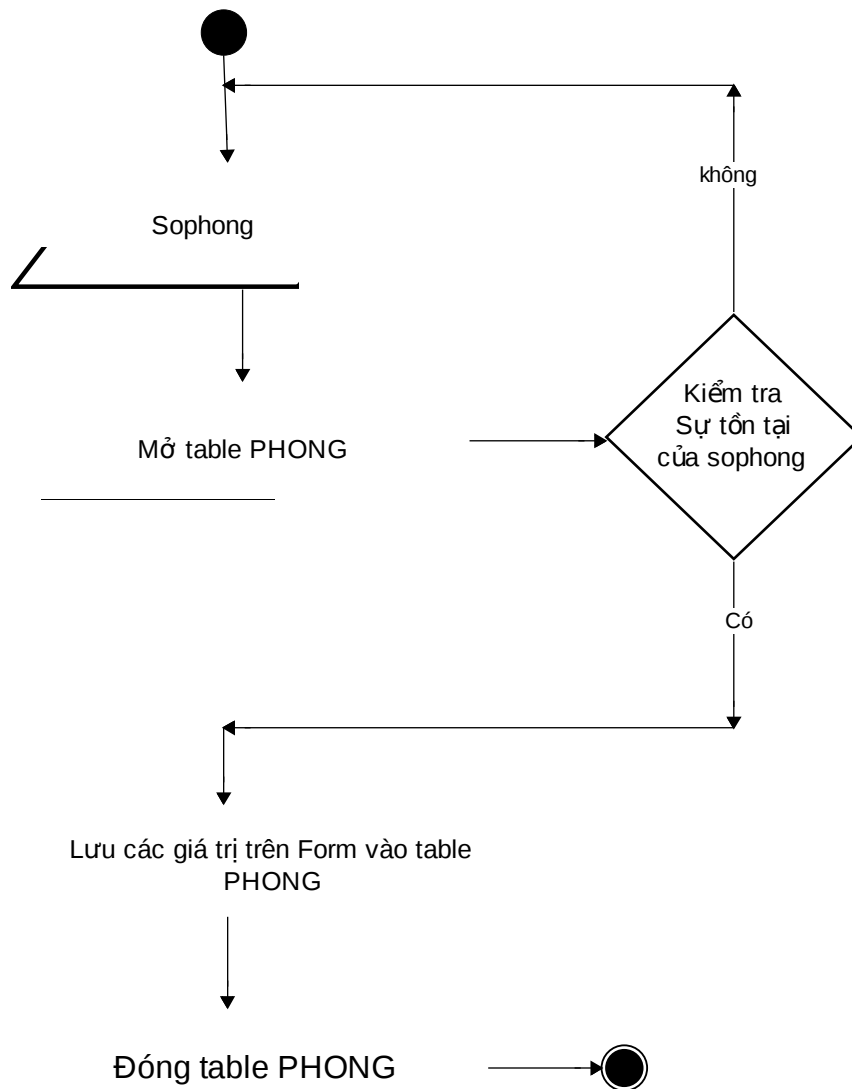 không
Sophong
Kiểm tra
Sự tồn tại
của sophong
Mở table PHONG
Có
Lưu các giá trị trên Form vào table
PHONG
Đóng table PHONG